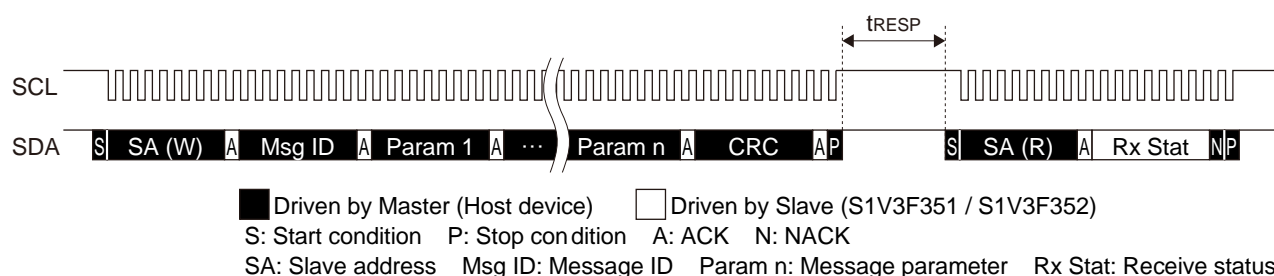 tRESP
SCL
SDA S SA (W) A Msg ID A Param 1 A ··· Param n A CRC A P S SA (R) A Rx Stat N P
Driven by Master (Host device) Driven by Slave (S1V3F351 / S1V3F352)
S: Start condition P: Stop condition A: ACK N: NACK
SA: Slave address Msg ID: Message ID Param n: Message parameter Rx Stat: Receive status